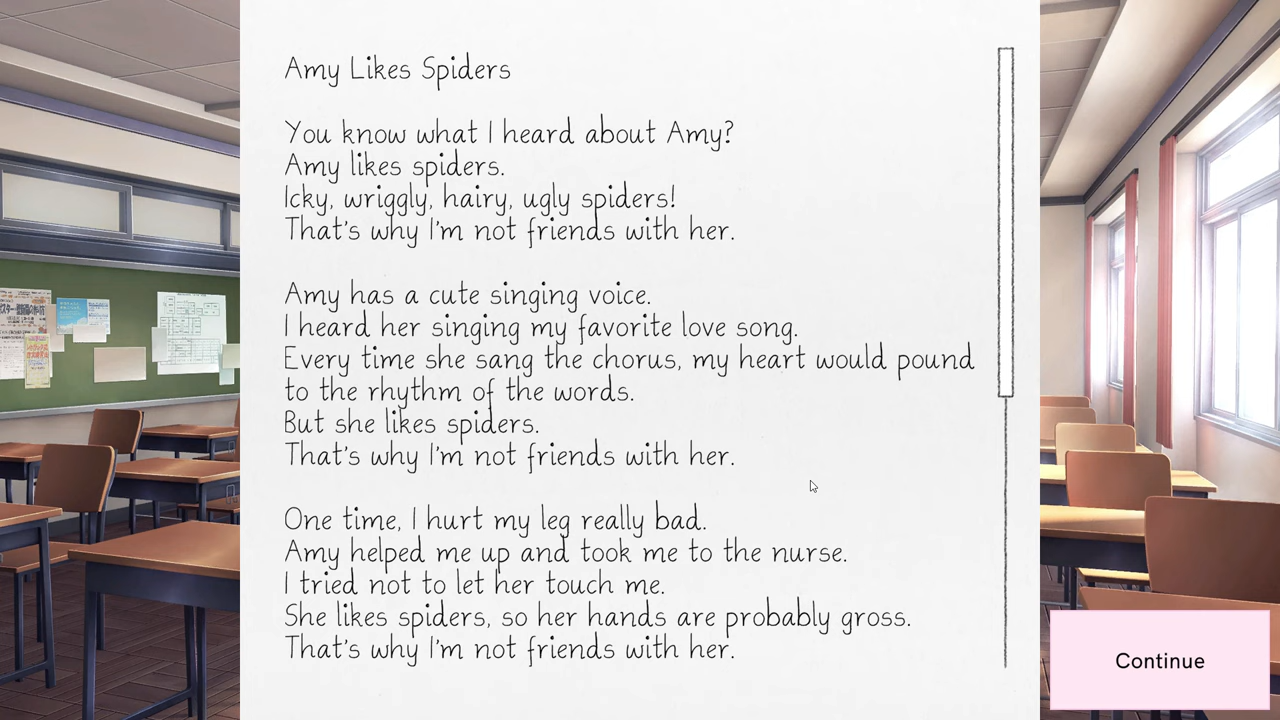 Amy Likes Spiders
You know what I heard about Amy?
Amy likes spiders.
Icky, wriggly, hairy, ugly spiders!
That's why I'm not friends with her.
Amy has a cute singing voice.
I heard her singing my favorite love song.
Every time she sang the chorus, my heart would pound
to the rhythm of the words.
But she likes spiders.
That's why I'm not friends with her.
One time, I hurt my leg really bad.
Amy helped me up and took me to the nurse.
I tried not to let her touch me.
She likes spiders, so her hands are probably gross.
That's why I'm not friends with her.
Continue